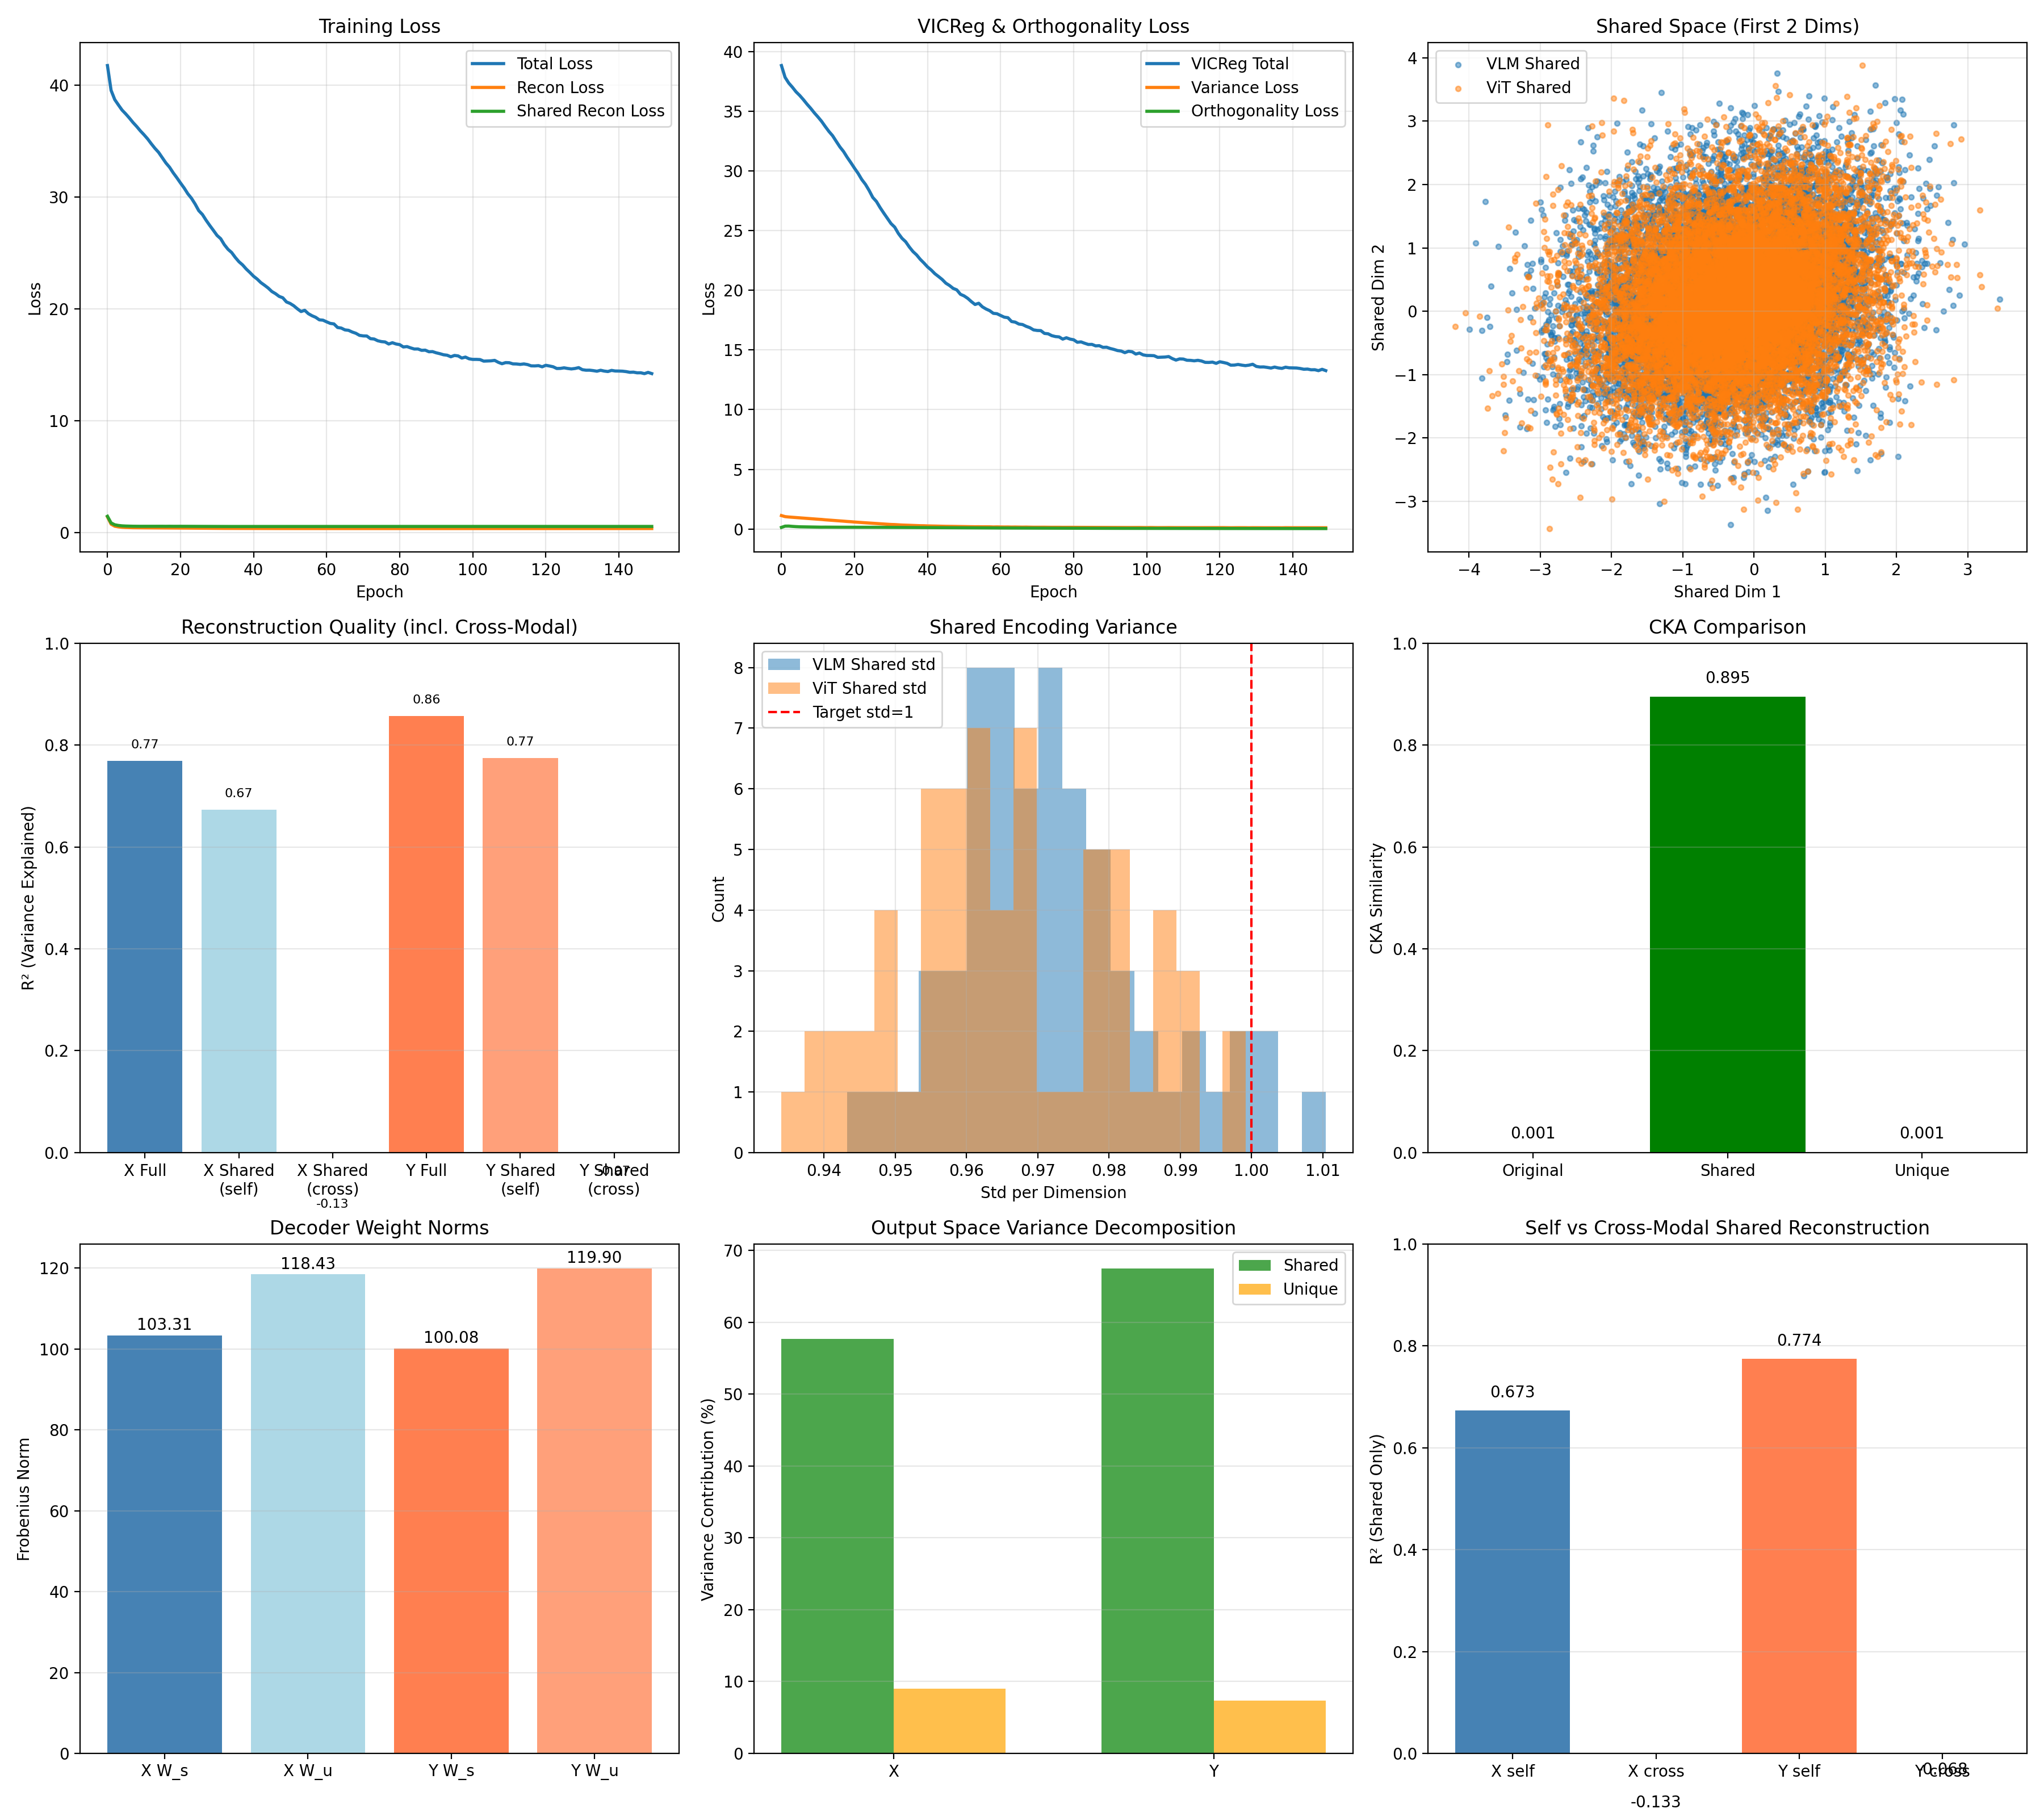 Training Loss
Total Loss
Recon Loss
Shared Recon Loss
40
30
20
10
0
Loss
0 20 40 60 80 100 120 140
Epoch
VICReg & Orthogonality Loss
VICReg Total
Variance Loss
Orthogonality Loss
40
35
30
25
20
15
10
5
0
Loss
0 20 40 60 80 100 120 140
Epoch
Shared Space (First 2 Dims)
VLM Shared
ViT Shared
4
3
2
1
0
−1
−2
−3
Shared Dim 2
−4 −3 −2 −1 0 1 2 3
Shared Dim 1
Reconstruction Quality (incl. Cross-Modal)
1.0
0.8
0.6
0.4
0.2
0.0
R² (Variance Explained)
0.77
0.67
0.86
0.77
X Full X Shared X Shared Y Full Y Shared Y Shared
(self) (cross) (self) (cross)
-0.13
Shared Encoding Variance
VLM Shared std
ViT Shared std
Target std=1
8
7
6
5
4
3
2
1
0
Count
0.94 0.95 0.96 0.97 0.98 0.99 1.00 1.01
Std per Dimension
CKA Comparison
1.0
0.8
0.6
0.4
0.2
0.0
CKA Similarity
0.001
0.895
0.001
Original Shared Unique
Decoder Weight Norms
120
100
80
60
40
20
0
Frobenius Norm
103.31
118.43
100.08
119.90
X W_s X W_u Y W_s Y W_u
Output Space Variance Decomposition
Shared
Unique
70
60
50
40
30
20
10
0
Variance Contribution (%)
X Y
Self vs Cross-Modal Shared Reconstruction
1.0
0.8
0.6
0.4
0.2
0.0
R² (Shared Only)
0.673
0.774
X self X cross Y self Y cross
-0.133